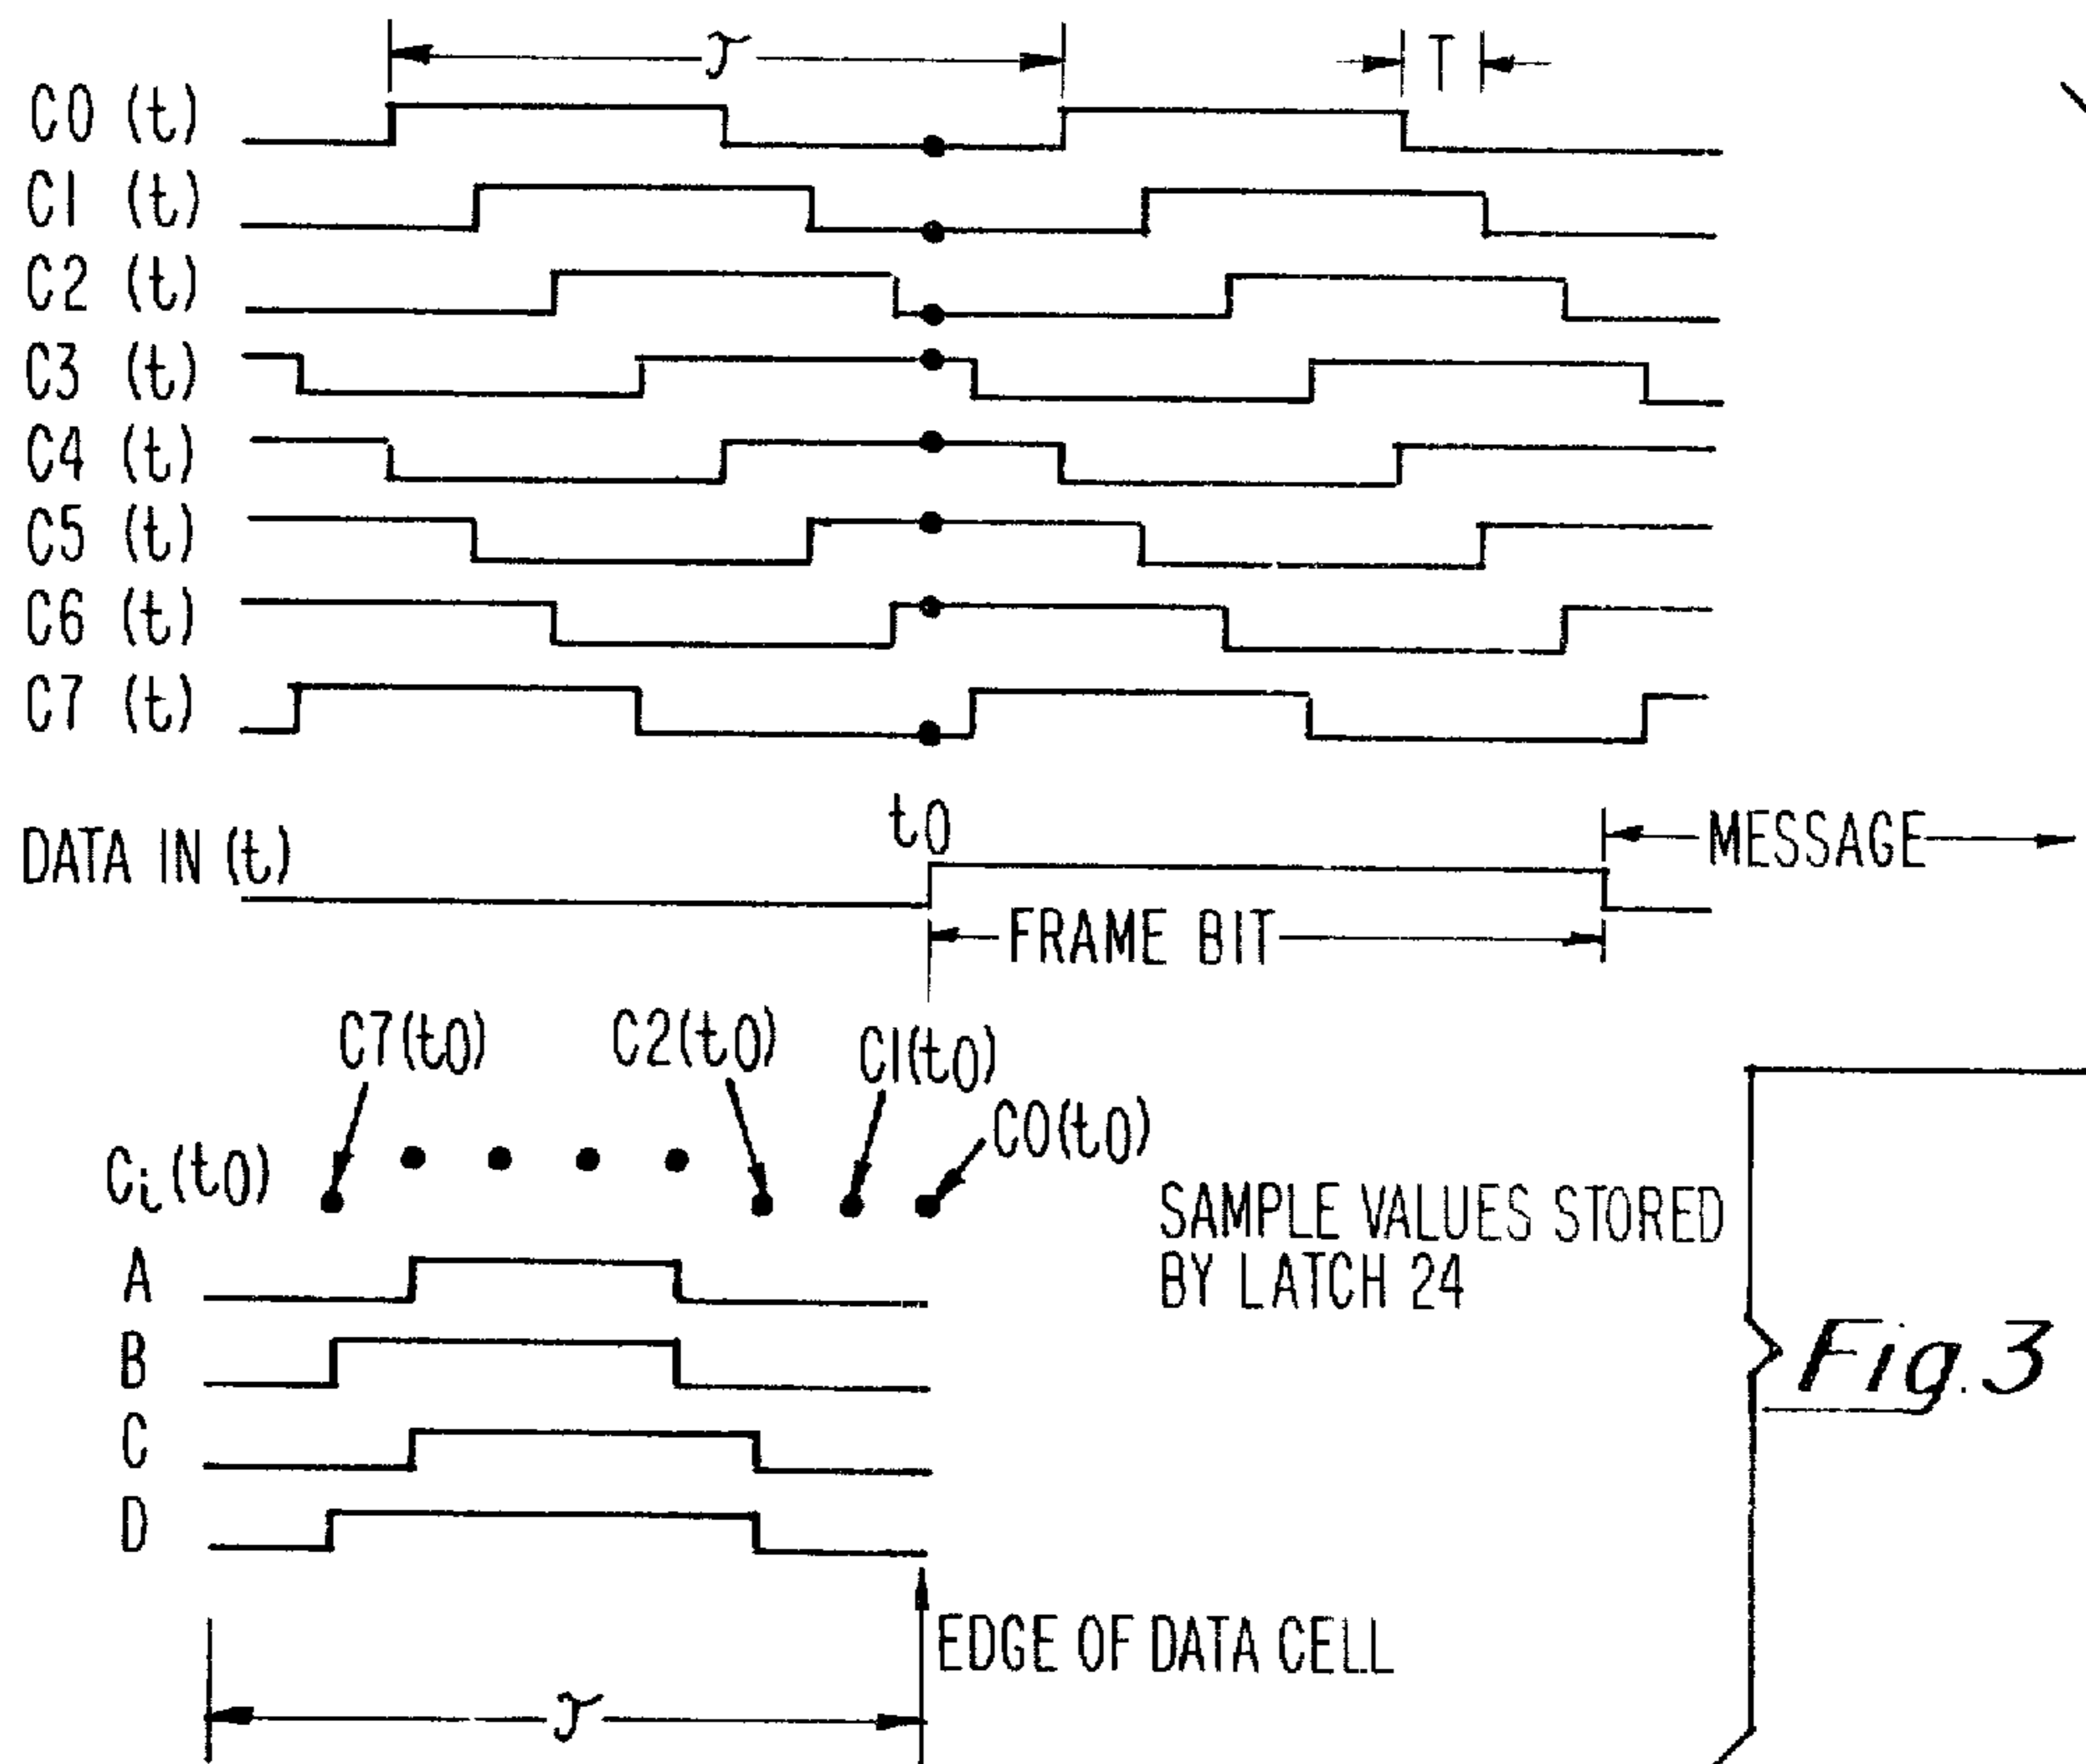 𝒯 T
C0 (t)
C1 (t)
C2 (t)
C3 (t)
C4 (t)
C5 (t)
C6 (t)
C7 (t)
t0
DATA IN (t)
MESSAGE
FRAME BIT
C7(t0) C2(t0) C1(t0)
C0(t0)
Ci(t0)
SAMPLE VALUES STORED
BY LATCH 24
A
B
C
D
Fig. 3
EDGE OF DATA CELL
𝒯